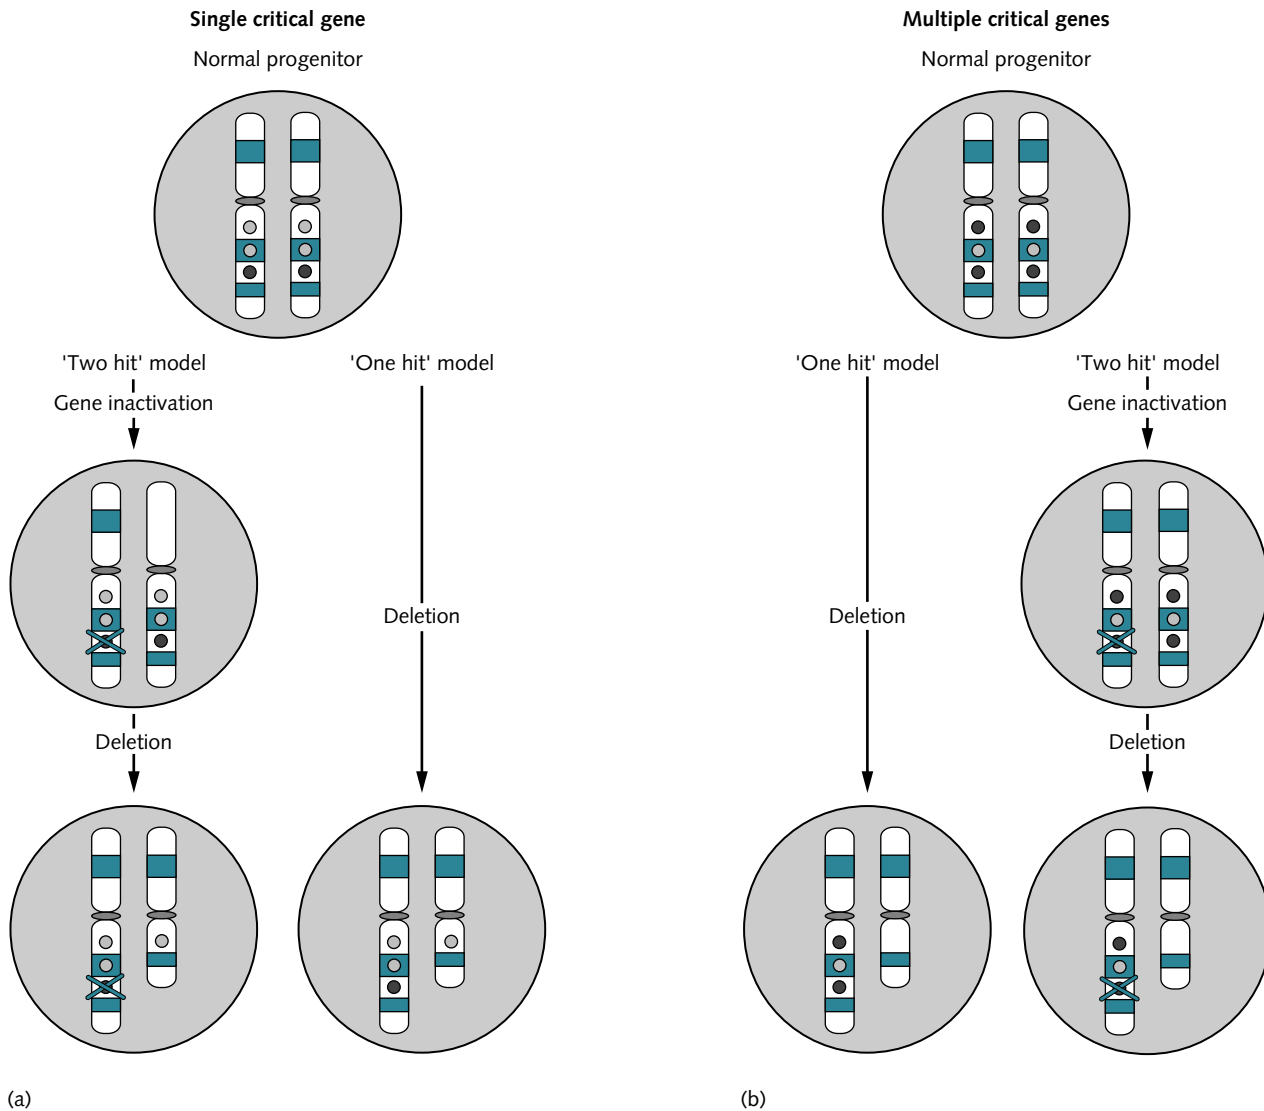 Single critical gene
Normal progenitor
'Two hit' model
'One hit' model
Gene inactivation
Deletion
Deletion
(a)
Multiple critical genes
Normal progenitor
'One hit' model
'Two hit' model
Gene inactivation
Deletion
Deletion
(b)